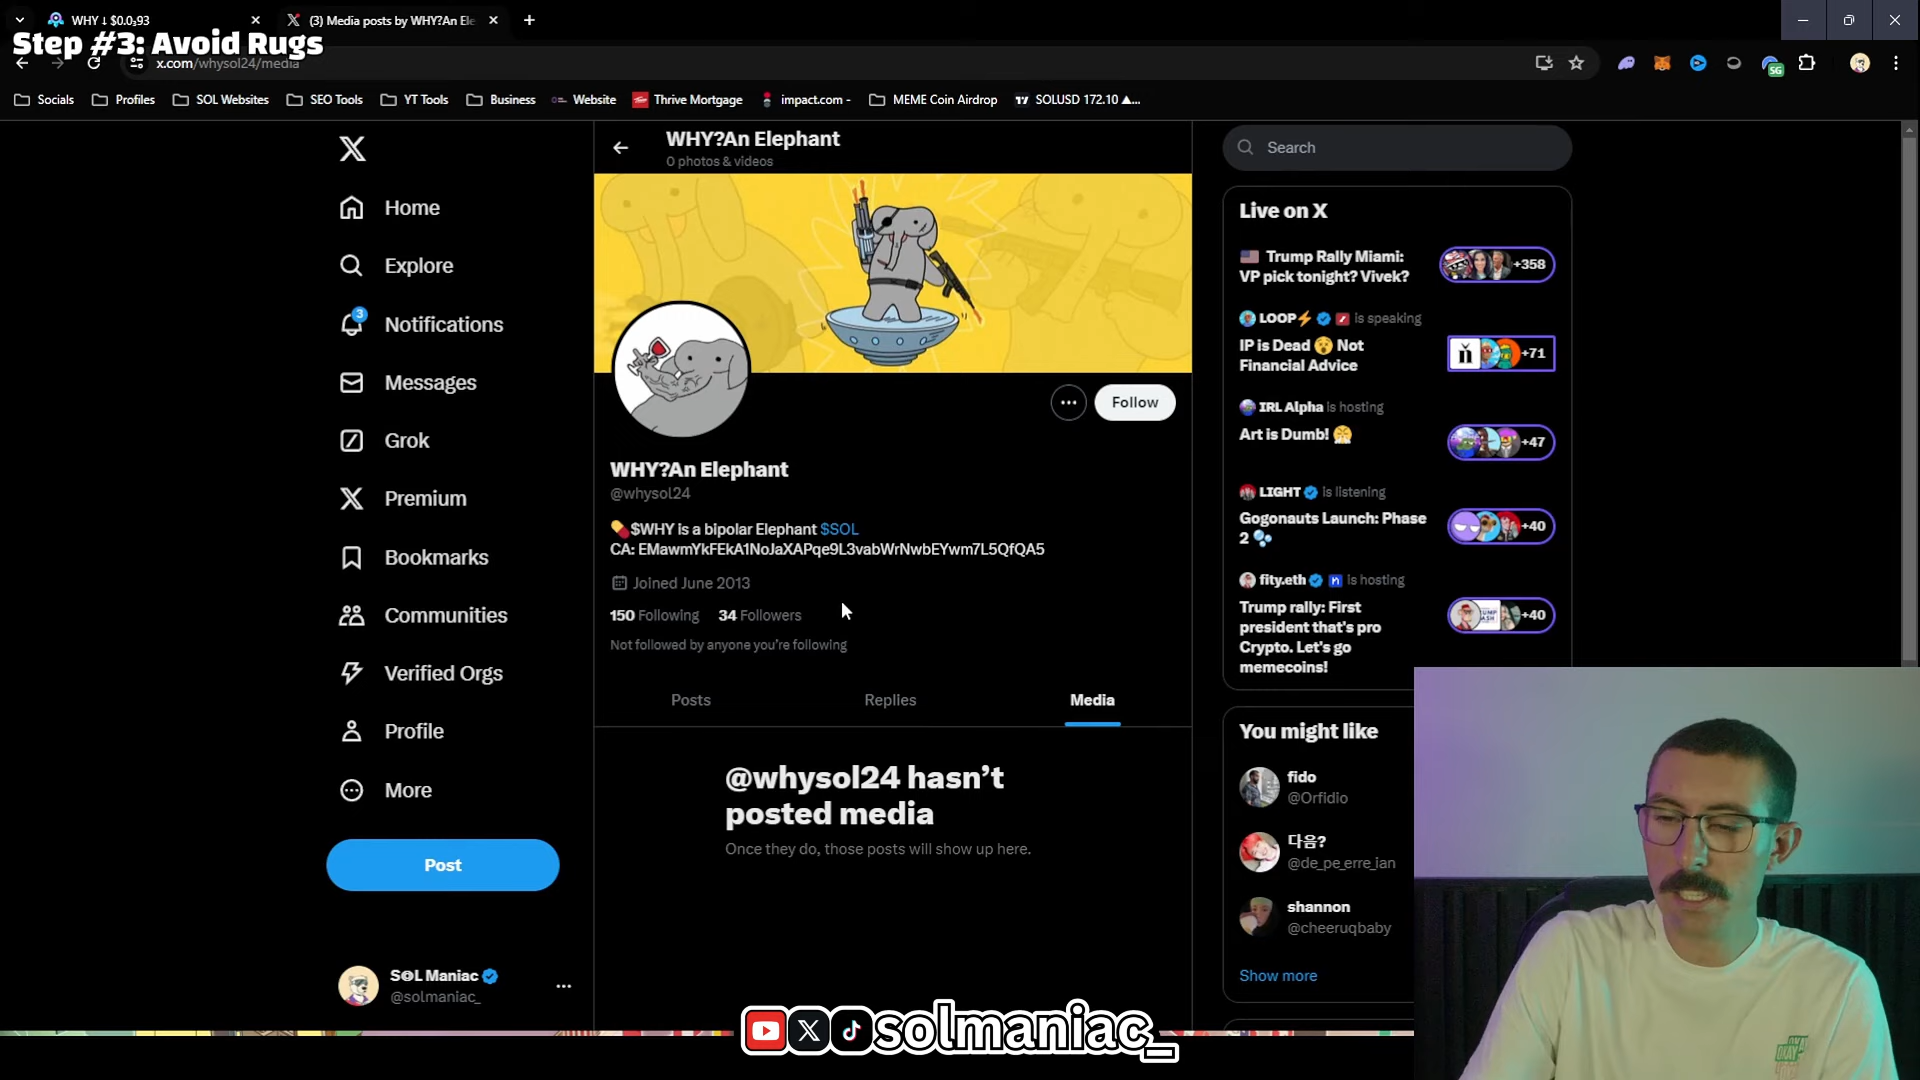 WHY ↓ $0.0₅93
(3) Media posts by WHY?An Ele
Step #3: Avoid Rugs
x.com/whysol24/media
SG
Socials
Profiles
SOL Websites
SEO Tools
YT Tools
Business
Website
Thrive Mortgage
impact.com -
MEME Coin Airdrop
SOLUSD 172.10 ▲...
Home
Explore
3
Notifications
Messages
Grok
Premium
Bookmarks
Communities
Verified Orgs
Profile
More
Post
S◎L Maniac
@solmaniac_
WHY?An Elephant
0 photos & videos
Follow
WHY?An Elephant
@whysol24
💊$WHY is a bipolar Elephant $SOL
CA: EMawmYkFEkA1NoJaXAPqe9L3vabWrNwbEYwm7L5QfQA5
Joined June 2013
150 Following 34 Followers
Not followed by anyone you're following
Posts
Replies
Media
@whysol24 hasn't
posted media
Once they do, those posts will show up here.
Search
Live on X
🇺🇸 Trump Rally Miami:
VP pick tonight? Vivek?
+358
LOOP⚡ is speaking
IP is Dead 😯 Not
Financial Advice
+71
IRL Alpha is hosting
Art is Dumb! 😤
+47
LIGHT is listening
Gogonauts Launch: Phase
2 🫧
+40
fity.eth is hosting
Trump rally: First
president that's pro
Crypto. Let's go
memecoins!
+40
You might like
fido
@Orfidio
다음?
@de_pe_erre_ian
shannon
@cheeruqbaby
Show more
solmaniac_